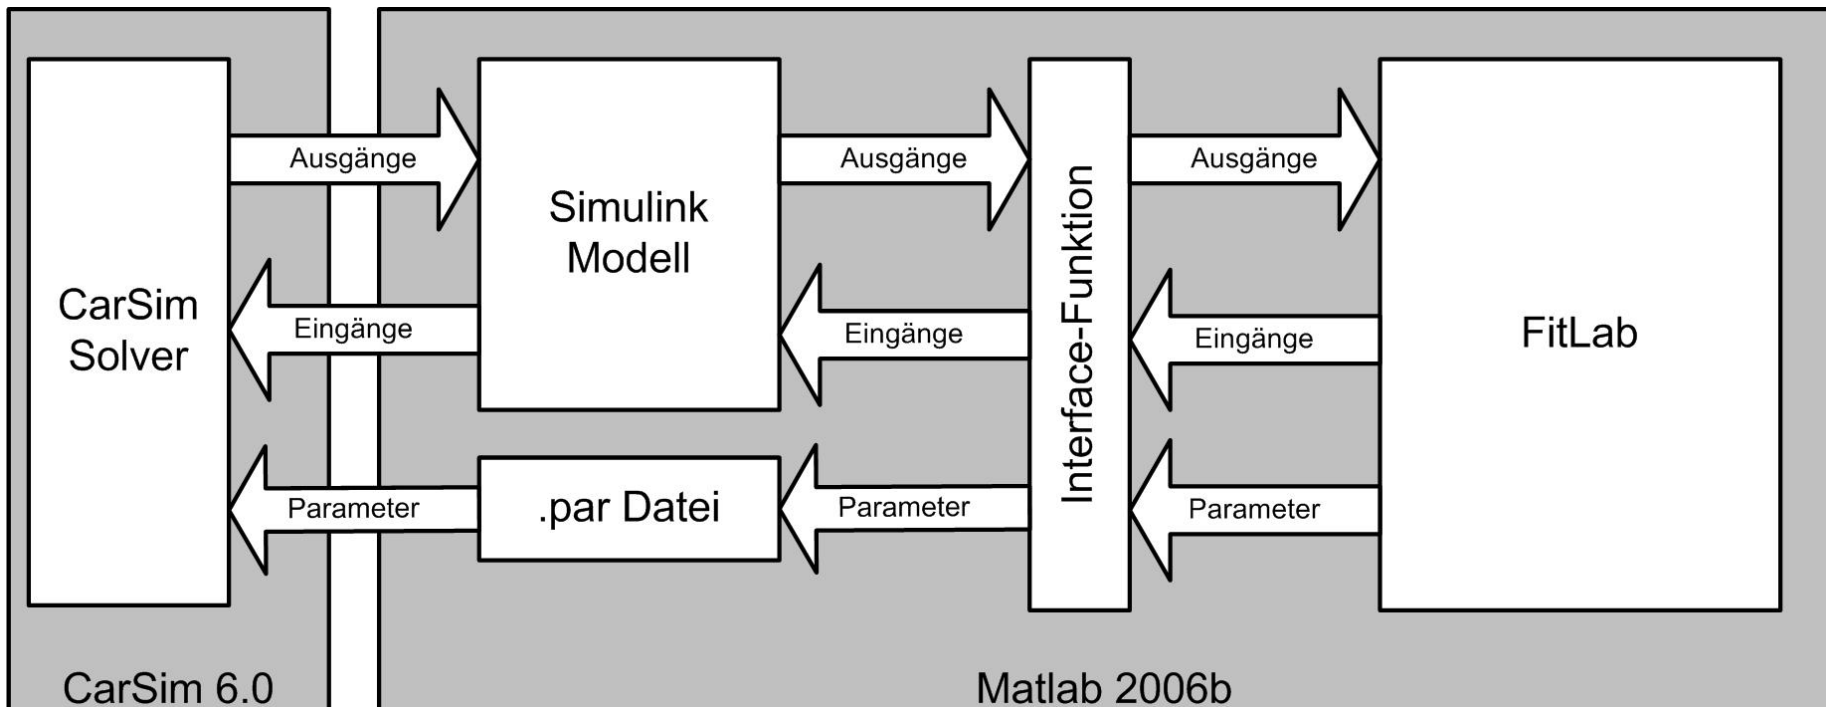 Ausgänge
Ausgänge
Ausgänge
Simulink
Modell
CarSim
Solver
Eingänge
Eingänge
Interface-Funktion
Eingänge
FitLab
Parameter
.par Datei
Parameter
Parameter
CarSim 6.0
Matlab 2006b